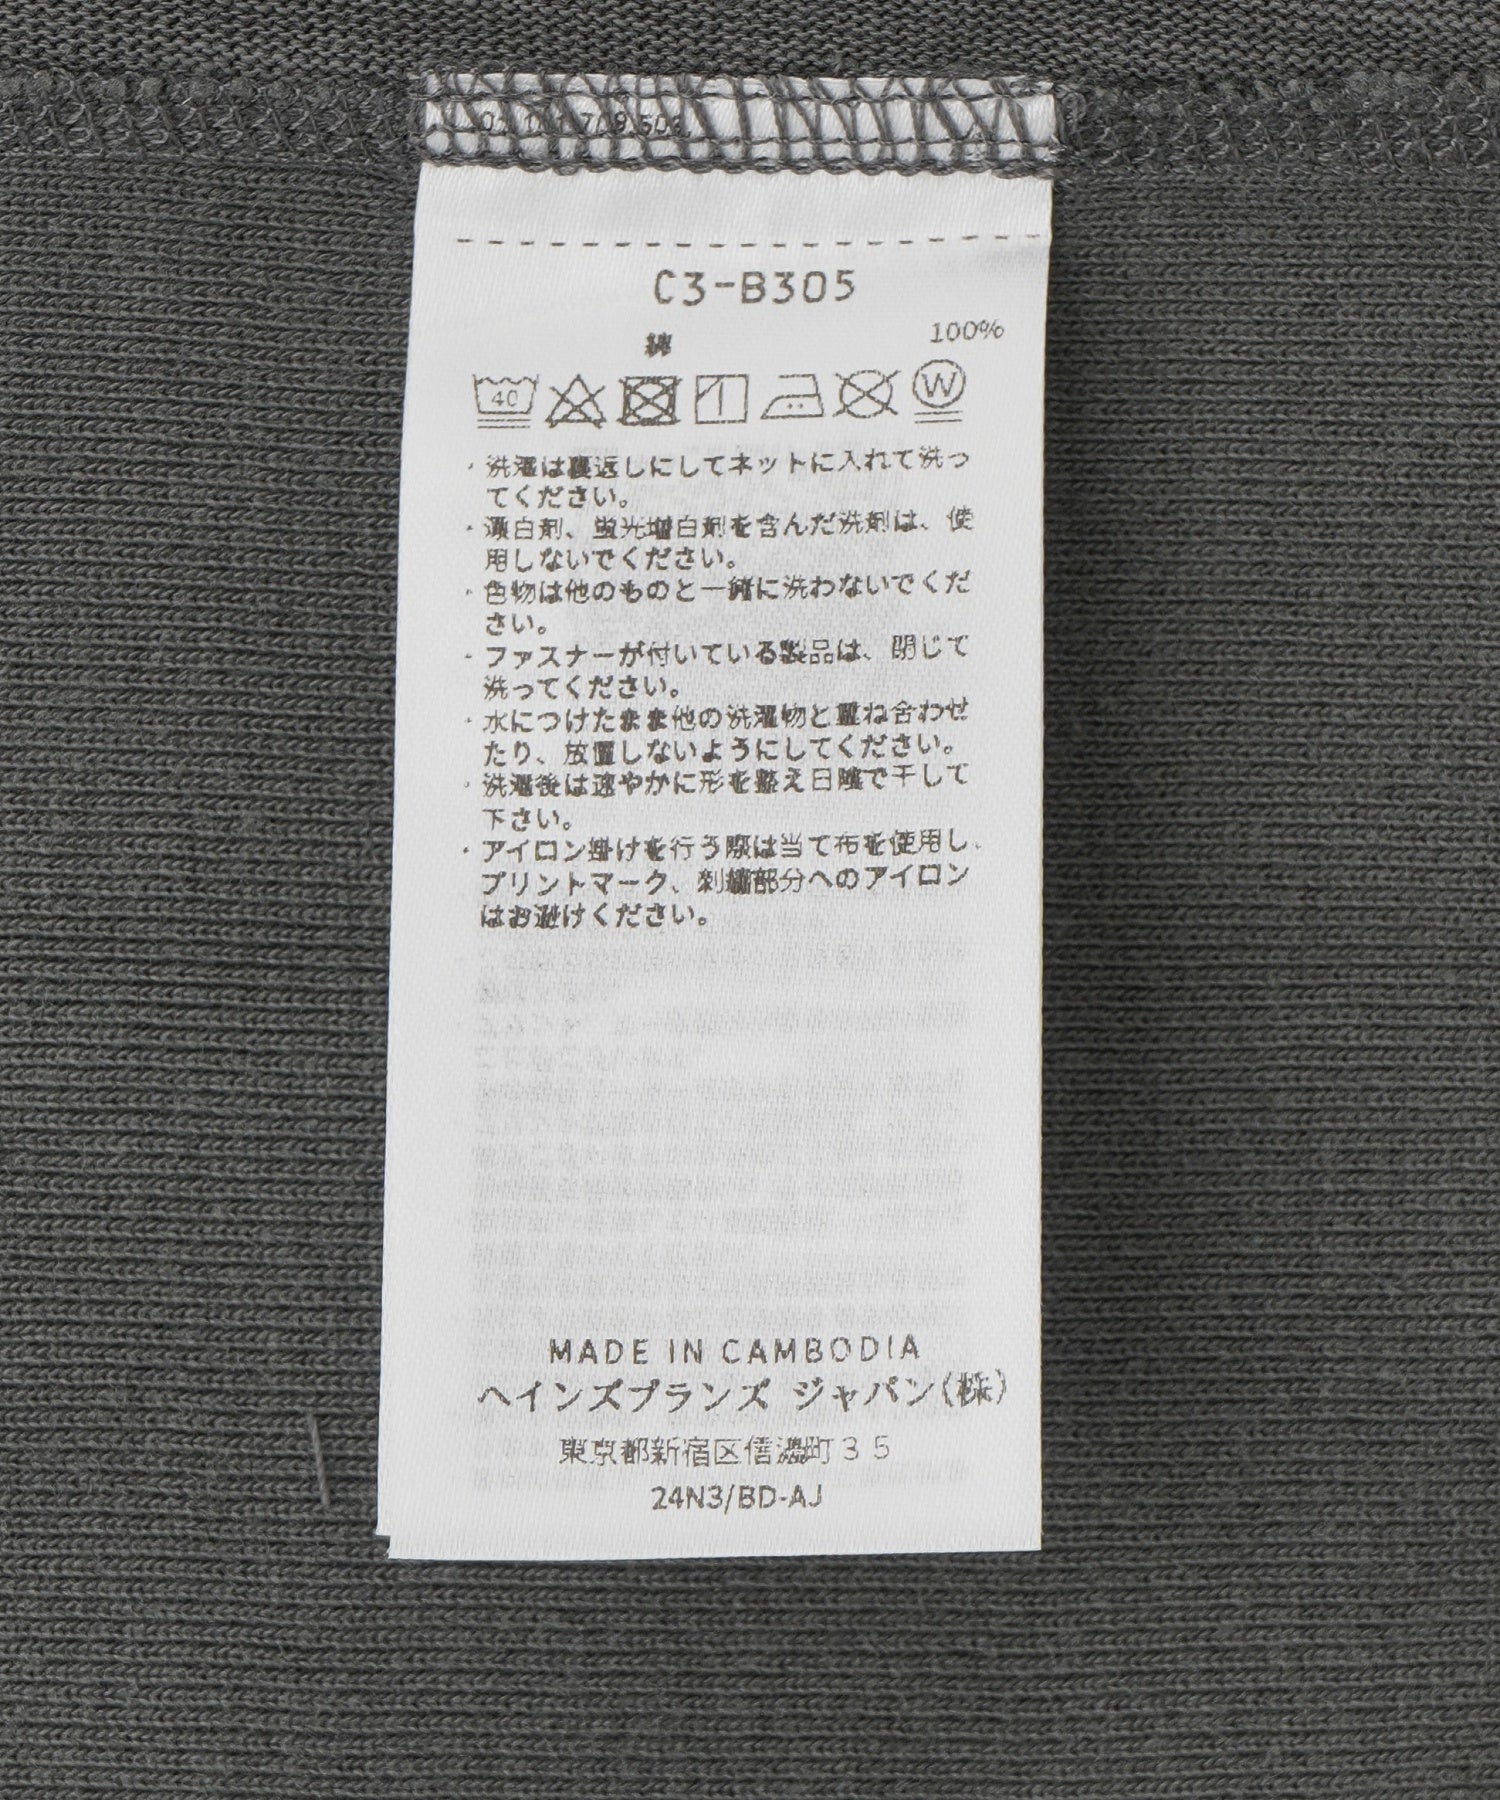 C3-B305
綿 100%
40
W
・洗濯は裏返しにしてネットに入れて洗っ
てください。
・漂白剤、蛍光増白剤を含んだ洗剤は、使
用しないでください。
・色物は他のものと一緒に洗わないでくだ
さい。
・ファスナーが付いている製品は、閉じて
洗ってください。
・水につけたまま他の洗濯物と重ね合わせ
たり、放置しないようにしてください。
・洗濯後は速やかに形を整え日陰で干して
下さい。
・アイロン掛けを行う際は当て布を使用し、
プリントマーク、刺繍部分へのアイロン
はお避けください。
MADE IN CAMBODIA
ヘインズブランズ ジャパン(株)
東京都新宿区信濃町３５
24N3/BD-AJ